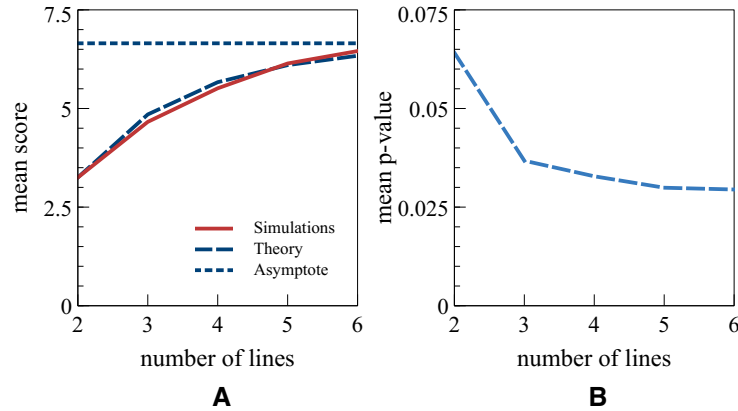 7.5
5
2.5
0
2
3
4
5
6
mean score
number of lines
Simulations
Theory
Asymptote
A
0.075
0.05
0.025
0
2
3
4
5
6
mean p-value
number of lines
B